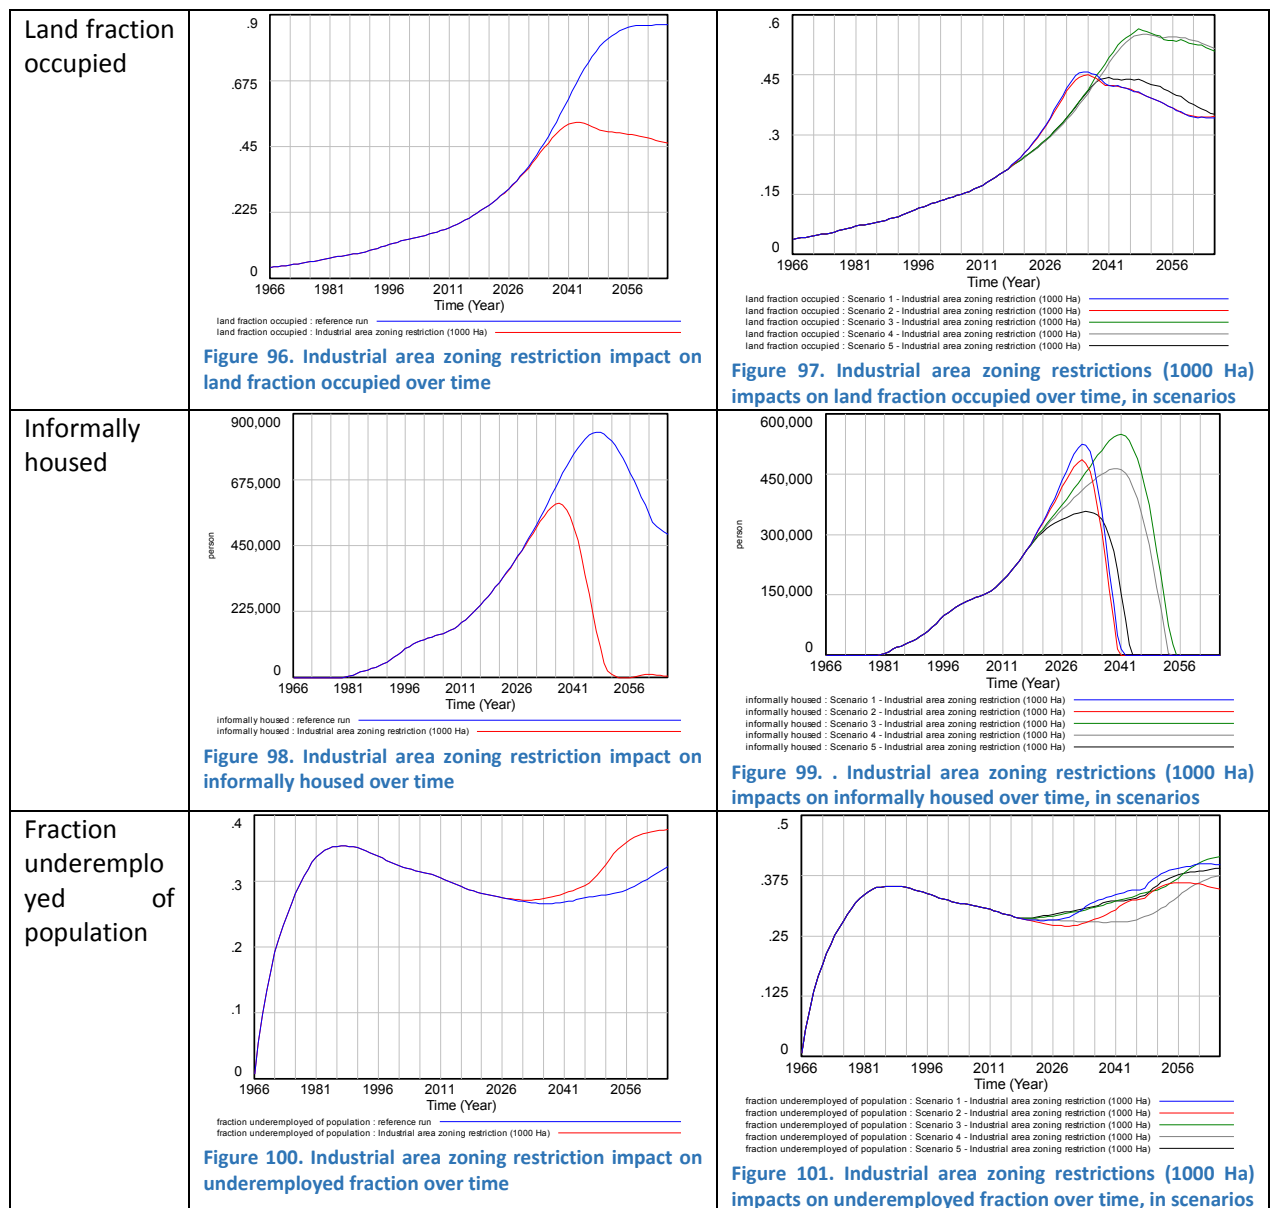 Land fraction
occupied
.9
.675
.45
.225
0
1966 1981 1996 2011 2026 2041 2056
Time (Year)
land fraction occupied : reference run
land fraction occupied : Industrial area zoning restriction (1000 Ha)
Figure 96. Industrial area zoning restriction impact on
land fraction occupied over time
.6
.45
.3
.15
0
1966 1981 1996 2011 2026 2041 2056
Time (Year)
land fraction occupied : Scenario 1 - Industrial area zoning restriction (1000 Ha)
land fraction occupied : Scenario 2 - Industrial area zoning restriction (1000 Ha)
land fraction occupied : Scenario 3 - Industrial area zoning restriction (1000 Ha)
land fraction occupied : Scenario 4 - Industrial area zoning restriction (1000 Ha)
land fraction occupied : Scenario 5 - Industrial area zoning restriction (1000 Ha)
Figure 97. Industrial area zoning restrictions (1000 Ha)
impacts on land fraction occupied over time, in scenarios
Informally
housed
900,000
675,000
450,000
225,000
0
person
1966 1981 1996 2011 2026 2041 2056
Time (Year)
informally housed : reference run
informally housed : Industrial area zoning restriction (1000 Ha)
Figure 98. Industrial area zoning restriction impact on
informally housed over time
600,000
450,000
300,000
150,000
0
person
1966 1981 1996 2011 2026 2041 2056
Time (Year)
informally housed : Scenario 1 - Industrial area zoning restriction (1000 Ha)
informally housed : Scenario 2 - Industrial area zoning restriction (1000 Ha)
informally housed : Scenario 3 - Industrial area zoning restriction (1000 Ha)
informally housed : Scenario 4 - Industrial area zoning restriction (1000 Ha)
informally housed : Scenario 5 - Industrial area zoning restriction (1000 Ha)
Figure 99. . Industrial area zoning restrictions (1000 Ha)
impacts on informally housed over time, in scenarios
Fraction
underemplo
yed of
population
.4
.3
.2
.1
0
1966 1981 1996 2011 2026 2041 2056
Time (Year)
fraction underemployed of population : reference run
fraction underemployed of population : Industrial area zoning restriction (1000 Ha)
Figure 100. Industrial area zoning restriction impact on
underemployed fraction over time
.5
.375
.25
.125
0
1966 1981 1996 2011 2026 2041 2056
Time (Year)
fraction underemployed of population : Scenario 1 - Industrial area zoning restriction (1000 Ha)
fraction underemployed of population : Scenario 2 - Industrial area zoning restriction (1000 Ha)
fraction underemployed of population : Scenario 3 - Industrial area zoning restriction (1000 Ha)
fraction underemployed of population : Scenario 4 - Industrial area zoning restriction (1000 Ha)
fraction underemployed of population : Scenario 5 - Industrial area zoning restriction (1000 Ha)
Figure 101. Industrial area zoning restrictions (1000 Ha)
impacts on underemployed fraction over time, in scenarios